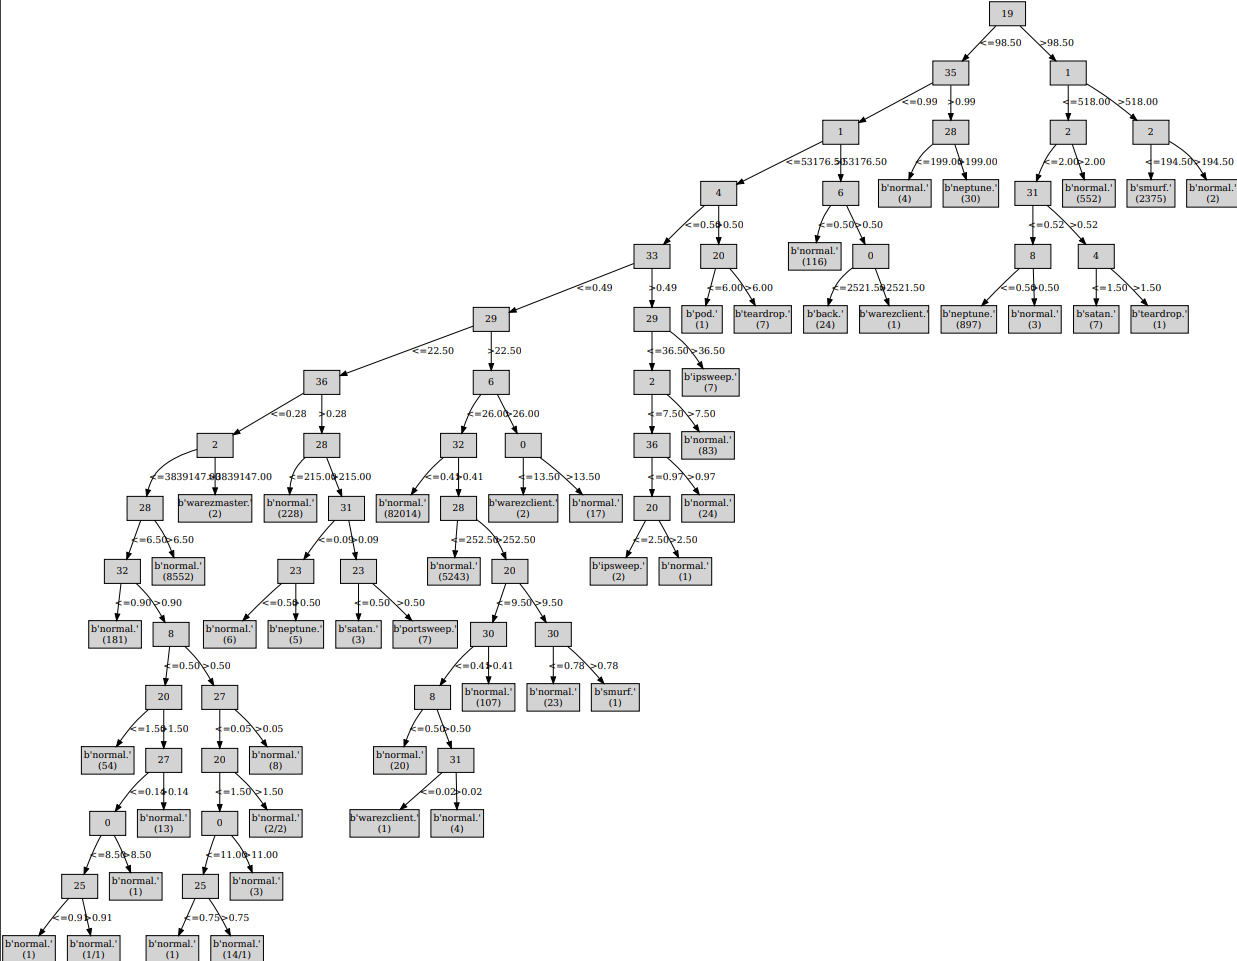 19
<=98.50 >98.50
35 1
<=0.99 >0.99 <=518.00 >518.00
1 28 2 2
<=53176.50 >53176.50 <=199.00 >199.00 <=2.00 >2.00 <=194.50 >194.50
4 6 b'normal.' (4) b'neptune.' (30) 31 b'normal.' (552) b'smurf.' (2375) b'normal.' (2)
<=0.50 >0.50 <=0.50 >0.50 <=0.52 >0.52
33 20 b'normal.' (116) 0 8 4
<=0.49 >0.49 <=6.00 >6.00 <=2521.50 >2521.50 <=0.50 >0.50 <=1.50 >1.50
29 29 b'pod.' (1) b'teardrop.' (7) b'back.' (24) b'warezclient.' (1) b'neptune.' (897) b'normal.' (3) b'satan.' (7) b'teardrop.' (1)
<=22.50 >22.50 <=36.50 >36.50
36 6 2 b'ipsweep.' (7)
<=0.28 >0.28 <=26.00 >26.00 <=7.50 >7.50
2 28 32 0 36 b'normal.' (83)
<=3839147.00 >3839147.00 <=215.00 >215.00 <=0.41 >0.41 <=13.50 >13.50 <=0.97 >0.97
28 b'warezmaster.' (2) b'normal.' (228) 31 b'normal.' (82014) 28 b'warezclient.' (2) b'normal.' (17) 20 b'normal.' (24)
<=6.50 >6.50 <=0.09 >0.09 <=252.50 >252.50 <=2.50 >2.50
32 b'normal.' (8552) 23 23 b'normal.' (5243) 20 b'ipsweep.' (2) b'normal.' (1)
<=0.90 >0.90 <=0.50 >0.50 <=0.50 >0.50 <=9.50 >9.50
b'normal.' (181) 8 b'normal.' (6) b'neptune.' (5) b'satan.' (3) b'portsweep.' (7) 30 30
<=0.50 >0.50 <=0.41 >0.41 <=0.78 >0.78
20 27 8 b'normal.' (107) b'normal.' (23) b'smurf.' (1)
<=1.50 >1.50 <=0.05 >0.05 <=0.50 >0.50
b'normal.' (54) 27 20 b'normal.' (8) b'normal.' (20) 31
<=0.14 >0.14 <=1.50 >1.50 <=0.02 >0.02
0 b'normal.' (13) 0 b'normal.' (2/2) b'warezclient.' (1) b'normal.' (4)
<=8.50 >8.50 <=11.00 >11.00
25 b'normal.' (1) 25 b'normal.' (3)
<=0.91 >0.91 <=0.75 >0.75
b'normal.' (1) b'normal.' (1/1) b'normal.' (1) b'normal.' (14/1)